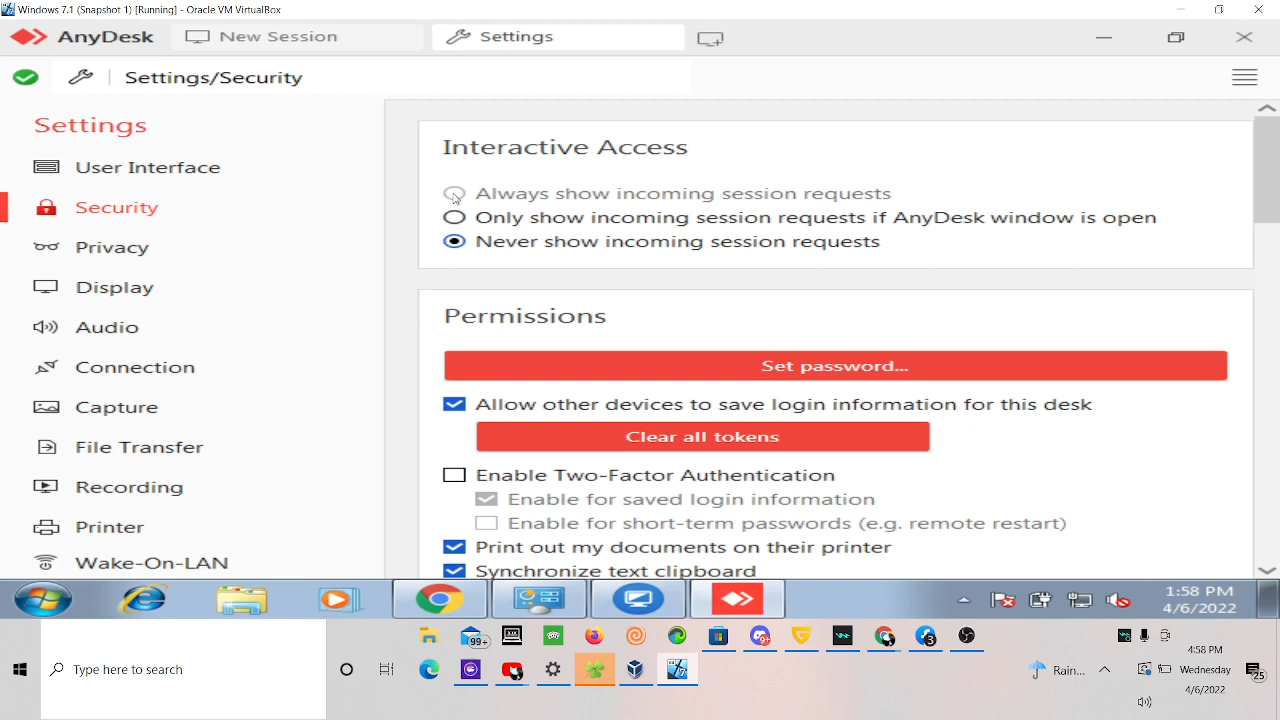 Windows 7.1 (Snapshot 1) [Running] - Oracle VM VirtualBox
AnyDesk
New Session
Settings
Settings/Security
Settings
User Interface
Security
Privacy
Display
Audio
Connection
Capture
File Transfer
Recording
Printer
Wake-On-LAN
Interactive Access
Always show incoming session requests
Only show incoming session requests if AnyDesk window is open
Never show incoming session requests
Permissions
Set password...
Allow other devices to save login information for this desk
Clear all tokens
Enable Two-Factor Authentication
Enable for saved login information
Enable for short-term passwords (e.g. remote restart)
Print out my documents on their printer
Synchronize text clipboard
1:58 PM
4/6/2022
99+
9+
3
4:58 PM
Type here to search
Rain...
Wednesday
4/6/2022
25